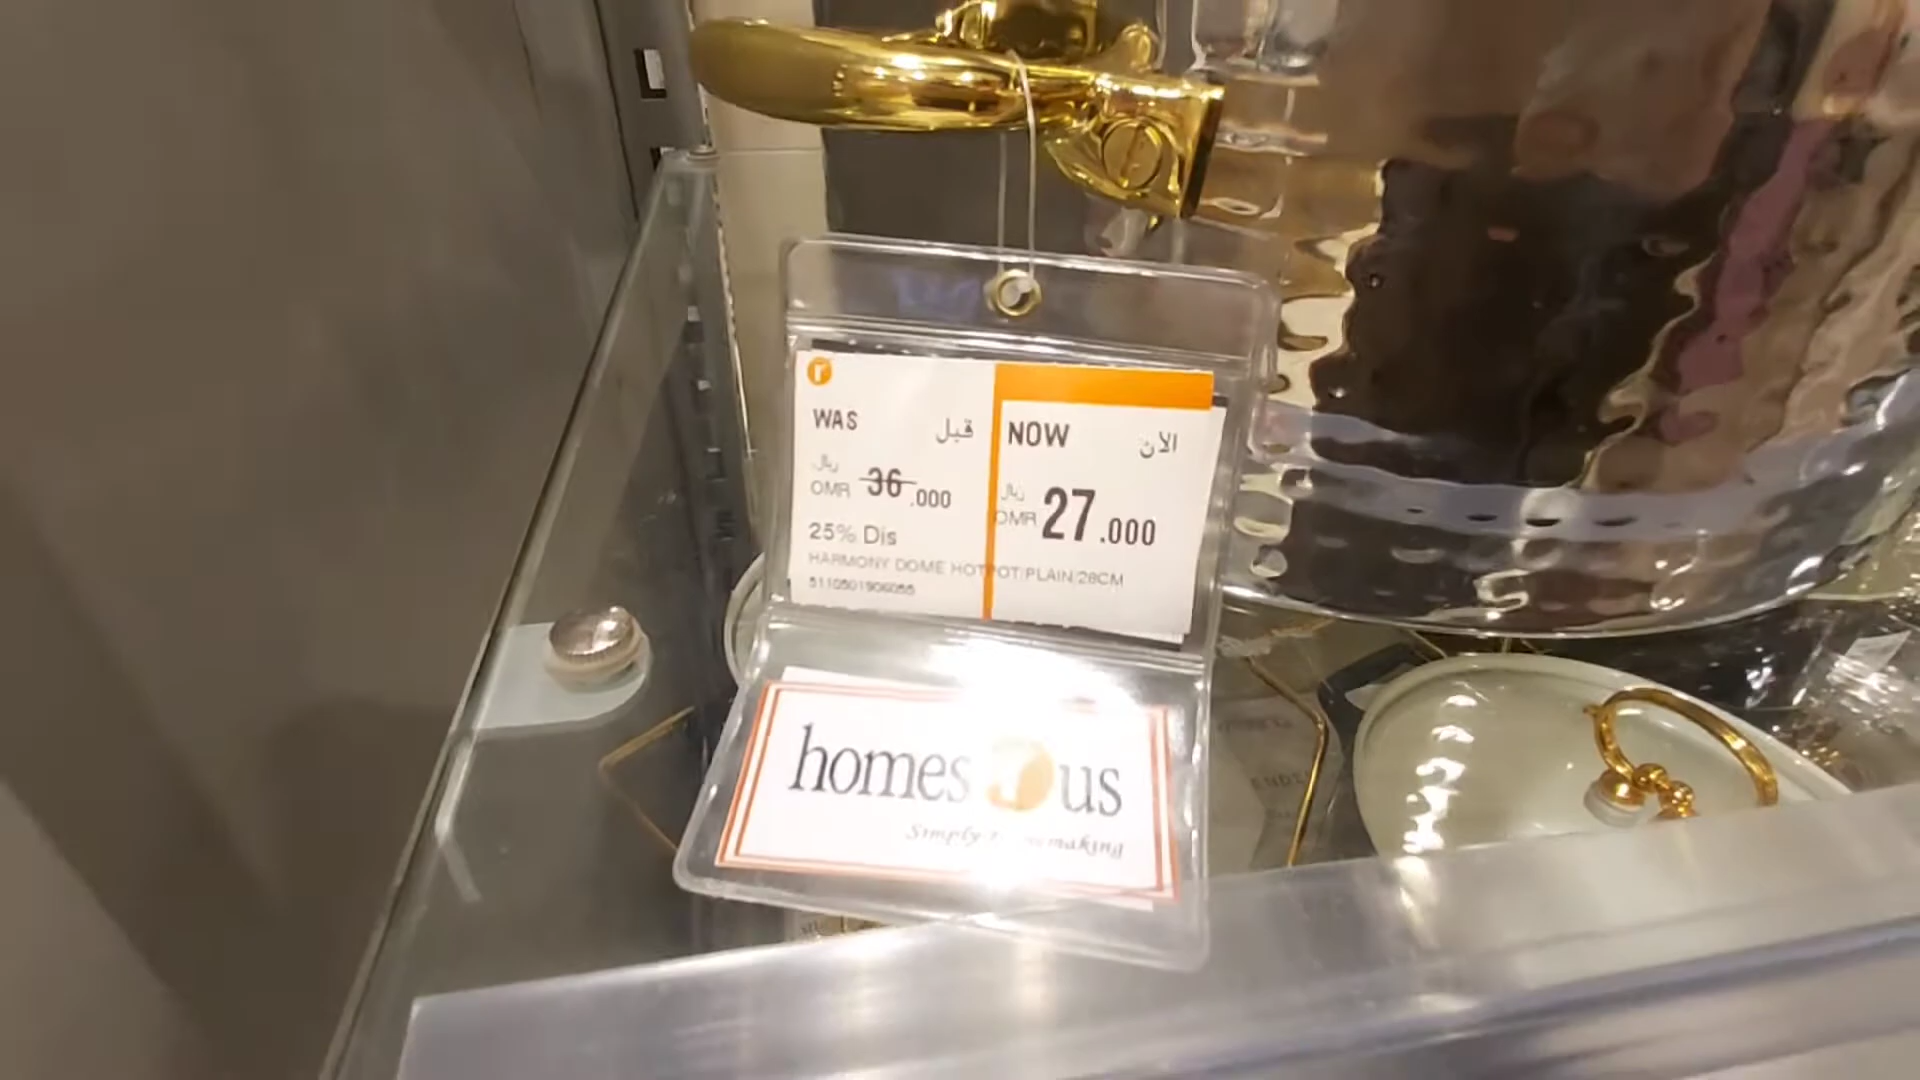 WAS قبل
ريال
OMR 36.000
25% Dis
NOW الآن
ريال
OMR 27.000
HARMONY DOME HOTPOT/PLAIN/28CM
homes r us
Simply